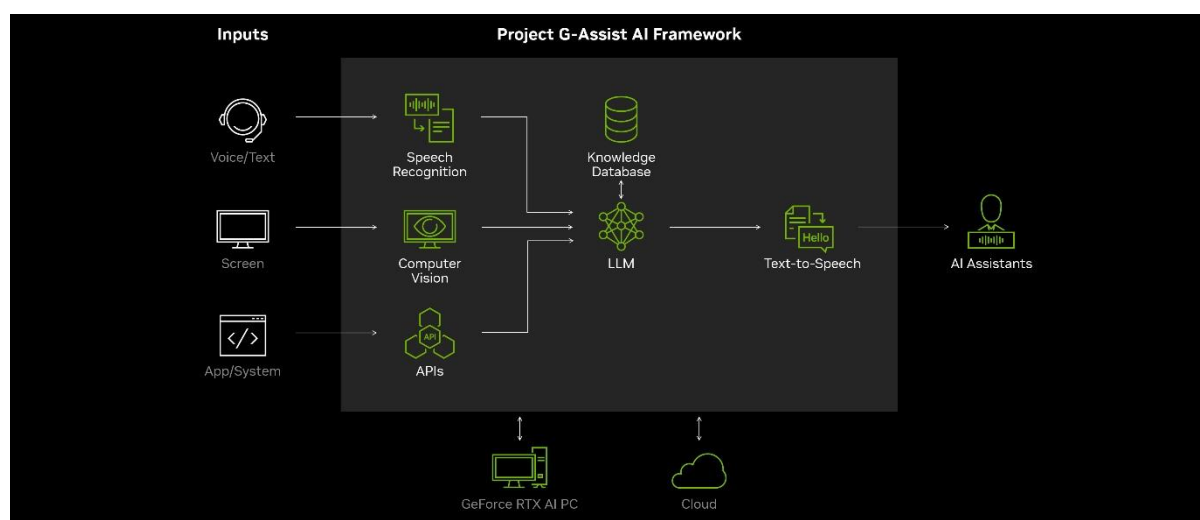 Inputs
Project G-Assist AI Framework
Voice/Text
Speech
Recognition
Knowledge
Database
Screen
Computer
Vision
LLM
Hello
Text-to-Speech
AI Assistants
</>
App/System
API
APIs
GeForce RTX AI PC
Cloud